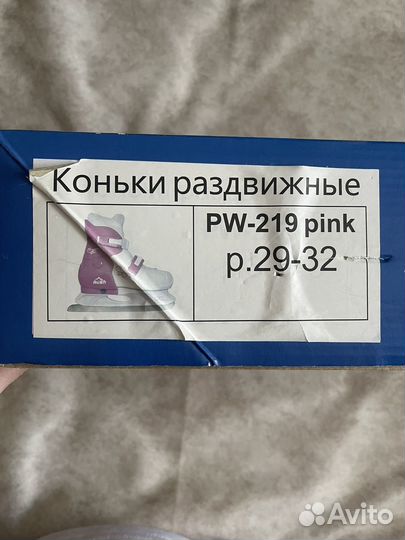 Коньки раздвижные
PW-219 pink
р.29-32
Avito